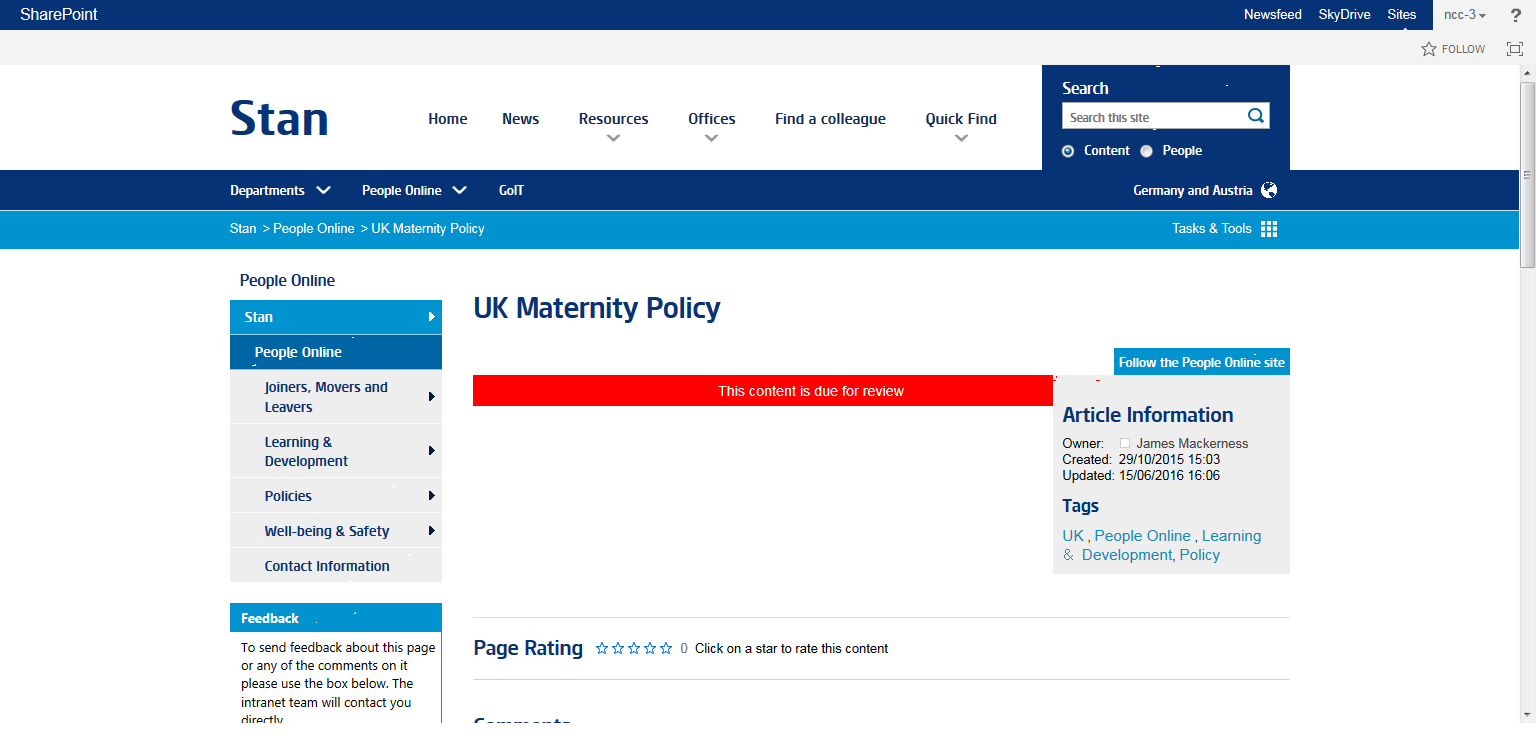 SharePoint
Newsfeed SkyDrive Sites ncc-3 ?
FOLLOW
Stan
Home News Resources Offices Find a colleague Quick Find
Search
Search this site
Content People
Departments People Online GoIT Germany and Austria
Stan > People Online > UK Maternity Policy Tasks & Tools
People Online
Stan
People Online
Joiners, Movers and
Leavers
Learning &
Development
Policies
Well-being & Safety
Contact Information
Feedback
To send feedback about this page
or any of the comments on it
please use the box below. The
intranet team will contact you
directly
UK Maternity Policy
Follow the People Online site
This content is due for review
Article Information
Owner: James Mackerness
Created: 29/10/2015 15:03
Updated: 15/06/2016 16:06
Tags
UK , People Online , Learning
& Development, Policy
Page Rating 0 Click on a star to rate this content
Comments